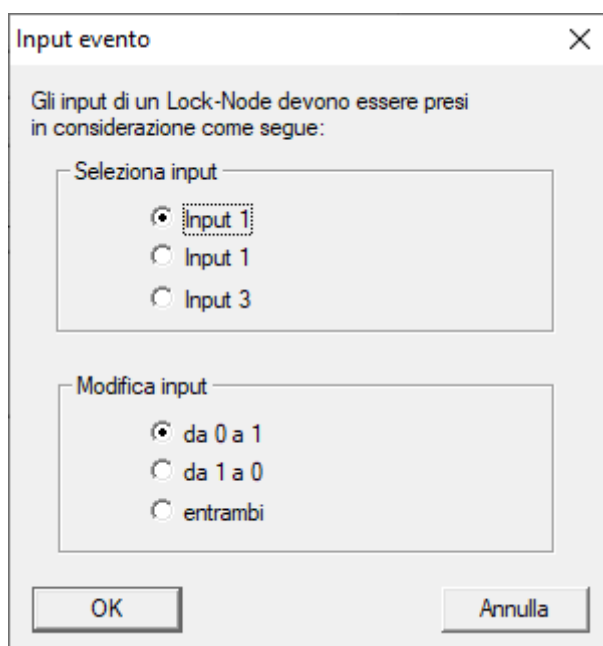 Input evento
Gli input di un Lock-Node devono essere presi
in considerazione come segue:
Seleziona input
Input 1
Input 1
Input 3
Modifica input
da 0 a 1
da 1 a 0
entrambi
OK
Annulla